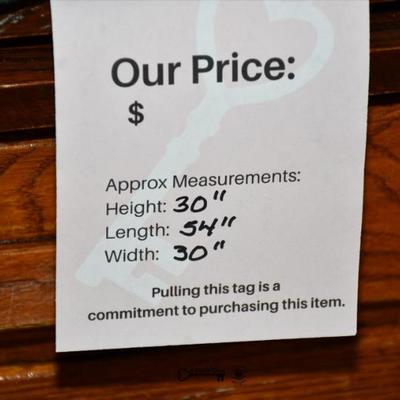 Our Price:
$
Approx Measurements:
Height: 30"
Length: 54"
Width: 30"
Pulling this tag is a
commitment to purchasing this item.